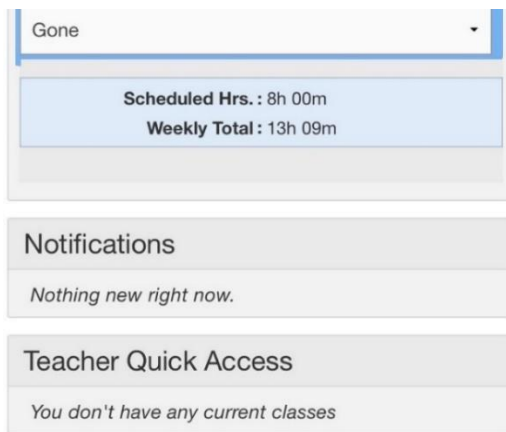 Gone
Scheduled Hrs. : 8h 00m
Weekly Total : 13h 09m
Notifications
Nothing new right now.
Teacher Quick Access
You don't have any current classes